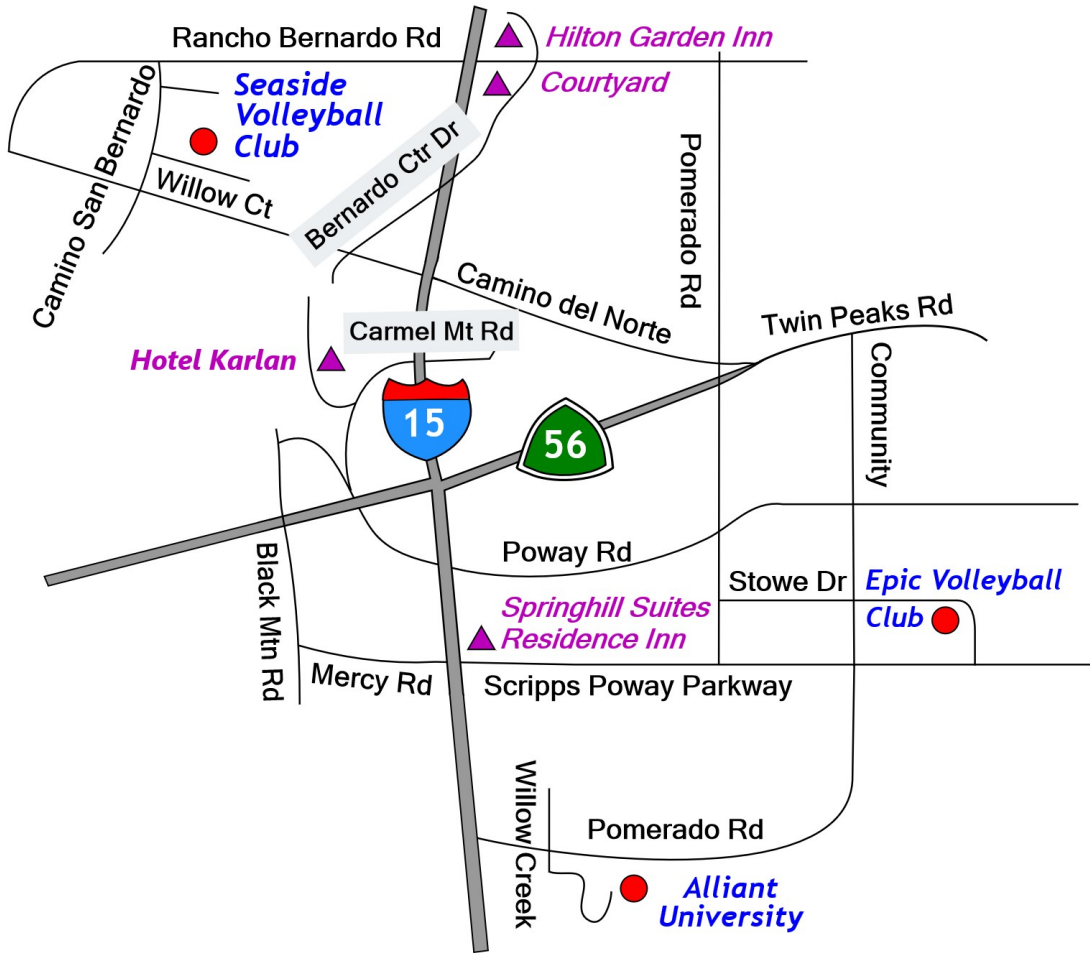 Rancho Bernardo Rd
Hilton Garden Inn
Courtyard
Seaside
Volleyball
Club
Camino San Bernardo
Willow Ct
Bernardo Ctr Dr
Pomerado Rd
Camino del Norte
Twin Peaks Rd
Carmel Mt Rd
Hotel Karlan
Community
15
56
Black Mtn Rd
Poway Rd
Stowe Dr
Epic Volleyball
Club
Springhill Suites
Residence Inn
Mercy Rd
Scripps Poway Parkway
Willow Creek
Pomerado Rd
Alliant
University